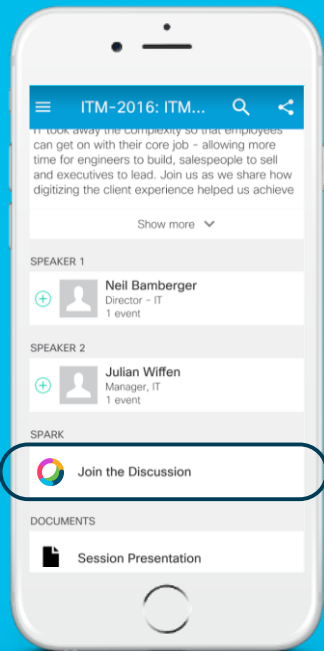 ITM-2016: ITM...
IT took away the complexity so that employees
can get on with their core job - allowing more
time for engineers to build, salespeople to sell
and executives to lead. Join us as we share how
digitizing the client experience helped us achieve
Show more
SPEAKER 1
Neil Bamberger
Director - IT
1 event
SPEAKER 2
Julian Wiffen
Manager, IT
1 event
SPARK
Join the Discussion
DOCUMENTS
Session Presentation